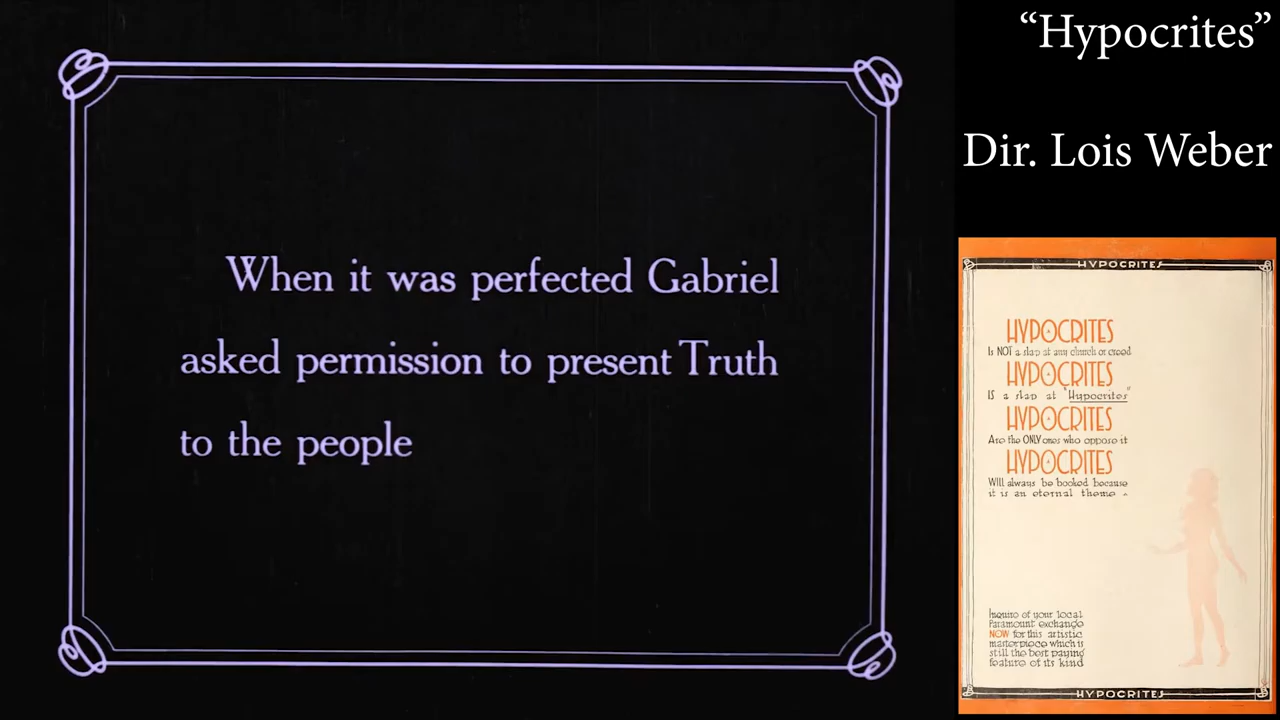 When it was perfected Gabriel
asked permission to present Truth
to the people
“Hypocrites”
Dir. Lois Weber
HYPOCRITES
HYPOCRITES
Is NOT a slap at any church or creed
HYPOCRITES
IS a slap at "Hypocrites"
HYPOCRITES
Are the ONLY ones who oppose it
HYPOCRITES
Will always be booked because
it is an eternal theme
Inquire of your local
Paramount exchange
NOW for this artistic
masterpiece which is
still the best paying
feature of its kind
HYPOCRITES